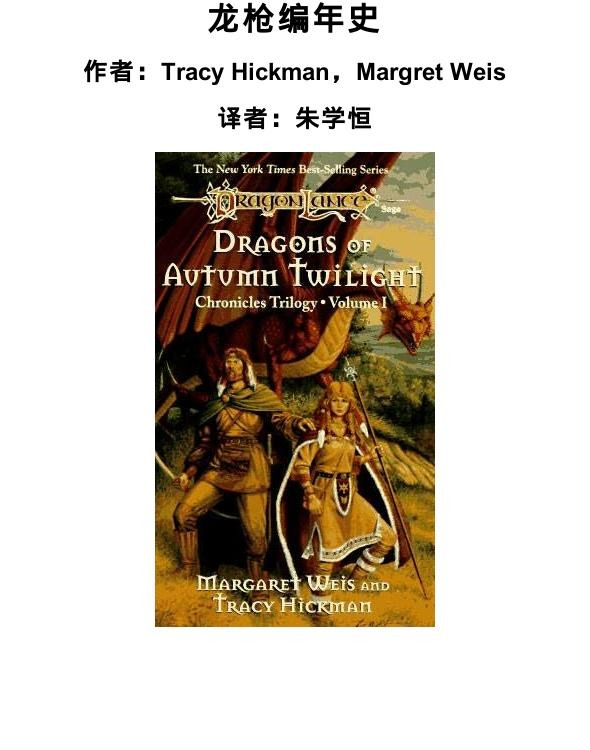 龙枪编年史
作者：Tracy Hickman，Margret Weis
译者：朱学恒
The New York Times Best-Selling Series
DRAGONLANCE®
Saga
DRAGONS OF
AUTUMN TWILIGHT
Chronicles Trilogy • Volume I
MARGARET WEIS AND
TRACY HICKMAN